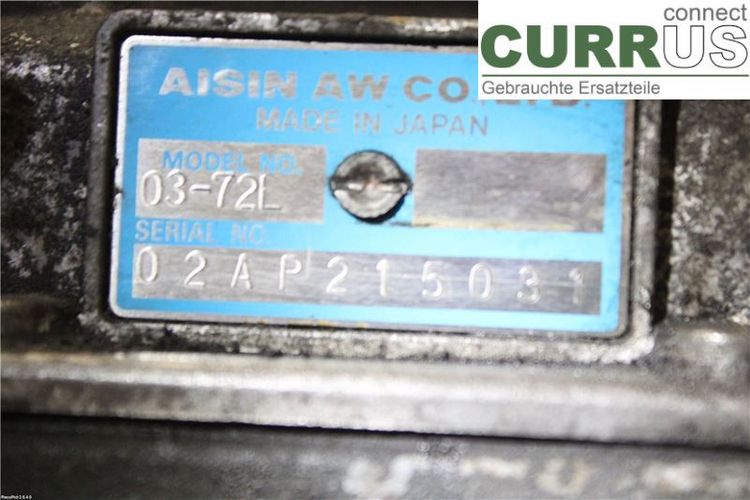 connect
CURRUS
Gebrauchte Ersatzteile
AISIN AW CO. LTD.
MADE IN JAPAN
MODEL NO.
03-72L
SERIAL NO.
02AP215031